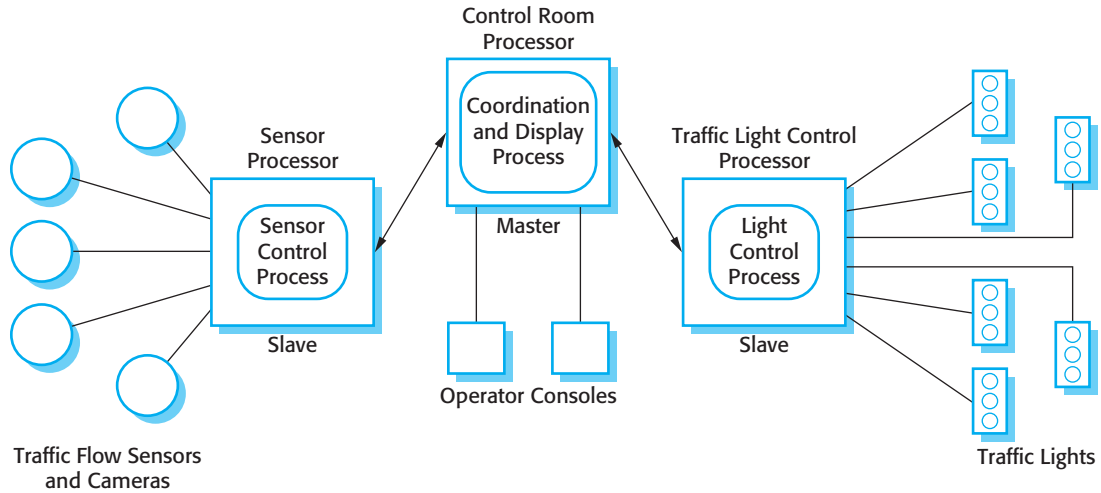 Control Room
Processor
Coordination
and Display
Process
Master
Sensor
Processor
Sensor
Control
Process
Slave
Traffic Light Control
Processor
Light
Control
Process
Slave
Operator Consoles
Traffic Flow Sensors
and Cameras
Traffic Lights